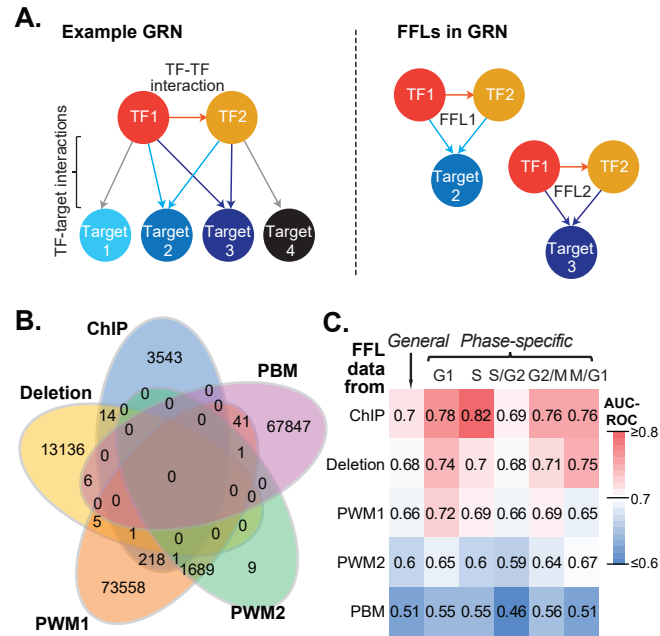 A.
Example GRN
FFLs in GRN
TF-TF
interaction
TF1
TF2
TF-target interactions
Target
1
Target
2
Target
3
Target
4
TF1
TF2
FFL1
Target
2
TF1
TF2
FFL2
Target
3
B.
ChIP
PBM
Deletion
PWM1
PWM2
3543
0
0
0
0
14
0
0
0
41
67847
13136
0
1
6
0
0
0
0
0
0
0
5
1
0
0
0
218
1
1689
9
73558
C.
FFL
data
from
General
Phase-specific
G1 S S/G2 G2/M M/G1
ChIP 0.7 0.78 0.82 0.69 0.76 0.76
Deletion 0.68 0.74 0.7 0.68 0.71 0.75
PWM1 0.66 0.72 0.69 0.66 0.69 0.65
PWM2 0.6 0.65 0.6 0.59 0.64 0.67
PBM 0.51 0.55 0.55 0.46 0.56 0.51
AUC-
ROC
≥0.8
0.7
≤0.6